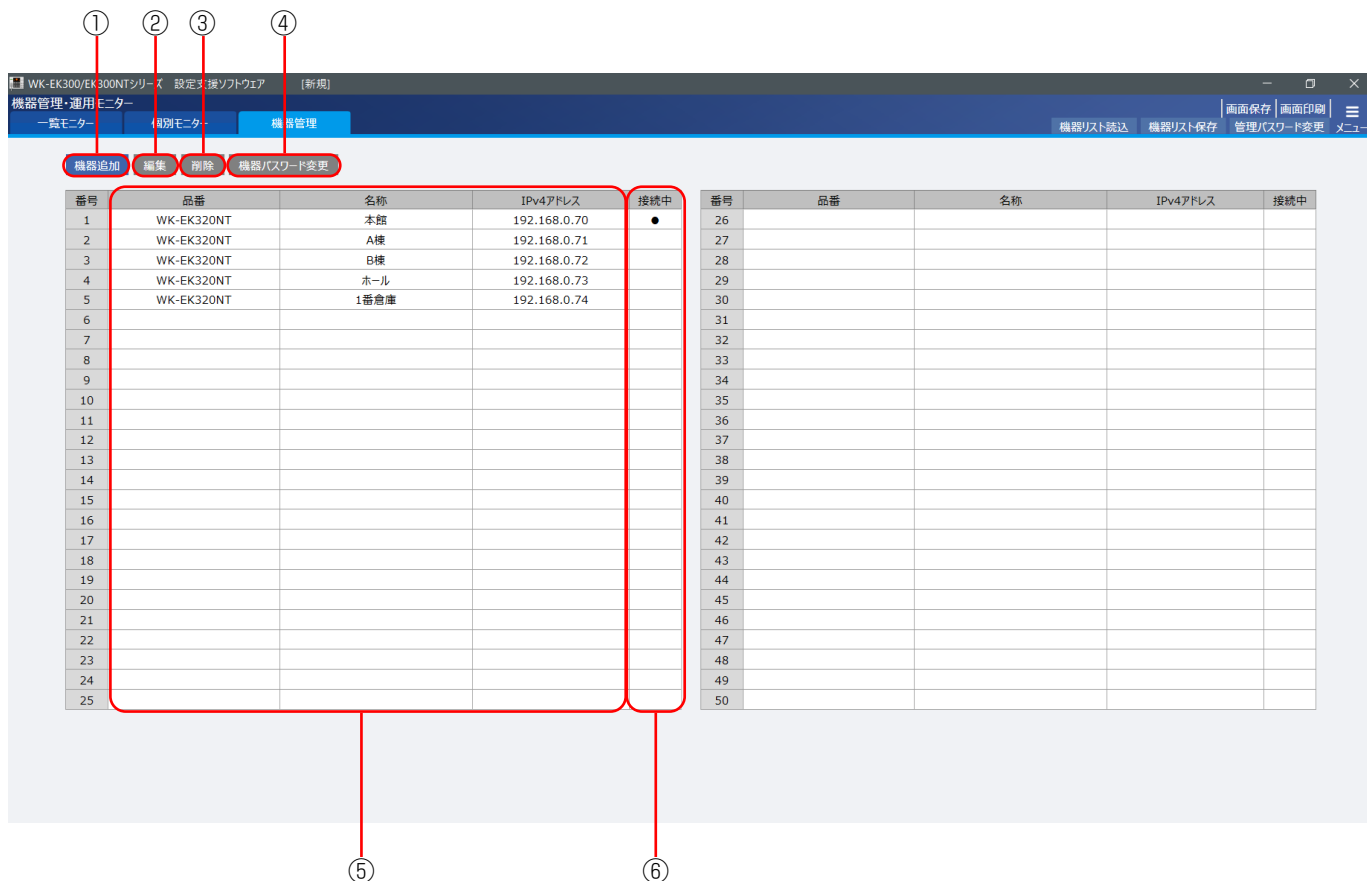 ① ② ③ ④
WK-EK300/EK300NTシリーズ 設定支援ソフトウェア [新規]
機器管理・運用モニター
画面保存 画面印刷
一覧モニター 個別モニター 機器管理 機器リスト読込 機器リスト保存 管理パスワード変更 メニュー
機器追加 編集 削除 機器パスワード変更
番号 品番 名称 IPv4アドレス 接続中 番号 品番 名称 IPv4アドレス 接続中
1 WK-EK320NT 本館 192.168.0.70 ● 26
2 WK-EK320NT A棟 192.168.0.71 27
3 WK-EK320NT B棟 192.168.0.72 28
4 WK-EK320NT ホール 192.168.0.73 29
5 WK-EK320NT 1番倉庫 192.168.0.74 30
6 31
7 32
8 33
9 34
10 35
11 36
12 37
13 38
14 39
15 40
16 41
17 42
18 43
19 44
20 45
21 46
22 47
23 48
24 49
25 50
⑤ ⑥